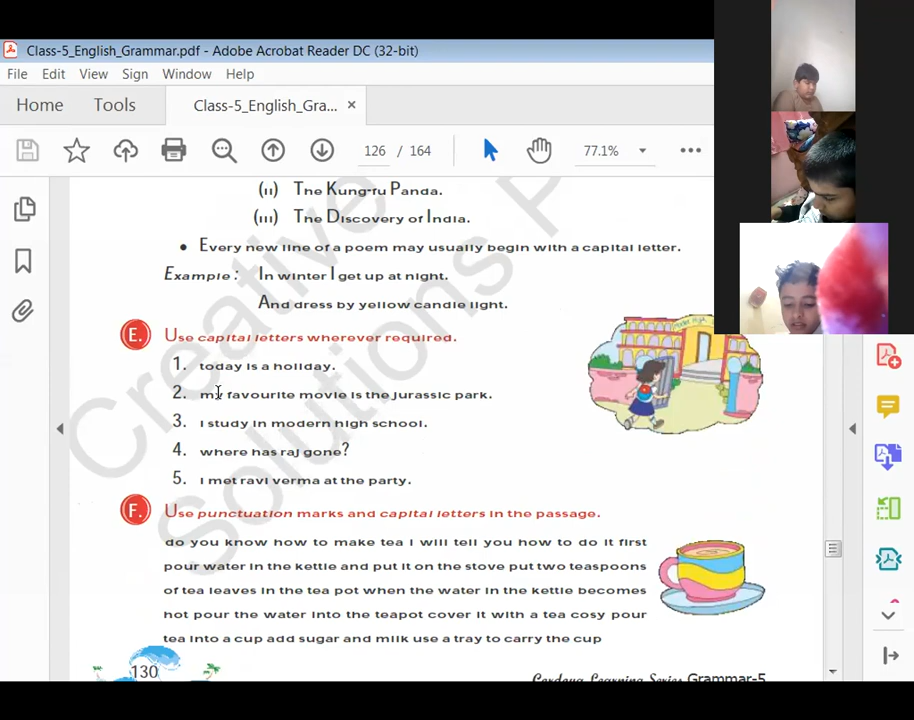 Class-5_English_Grammar.pdf - Adobe Acrobat Reader DC (32-bit)
File Edit View Sign Window Help
Home Tools Class-5_English_Gra... ×
126 / 164 77.1%
(ii) The Kung-fu Panda.
(iii) The Discovery of India.
• Every new line of a poem may usually begin with a capital letter.
Example : In winter I get up at night.
And dress by yellow candle light.
E. Use capital letters wherever required.
1. today is a holiday.
2. my favourite movie is the jurassic park.
3. i study in modern high school.
4. where has raj gone?
5. i met ravi verma at the party.
F. Use punctuation marks and capital letters in the passage.
do you know how to make tea i will tell you how to do it first
pour water in the kettle and put it on the stove put two teaspoons
of tea leaves in the tea pot when the water in the kettle becomes
hot pour the water into the teapot cover it with a tea cosy pour
tea into a cup add sugar and milk use a tray to carry the cup
130
Cordova Learning Series Grammar-5
Creative
Solutions P